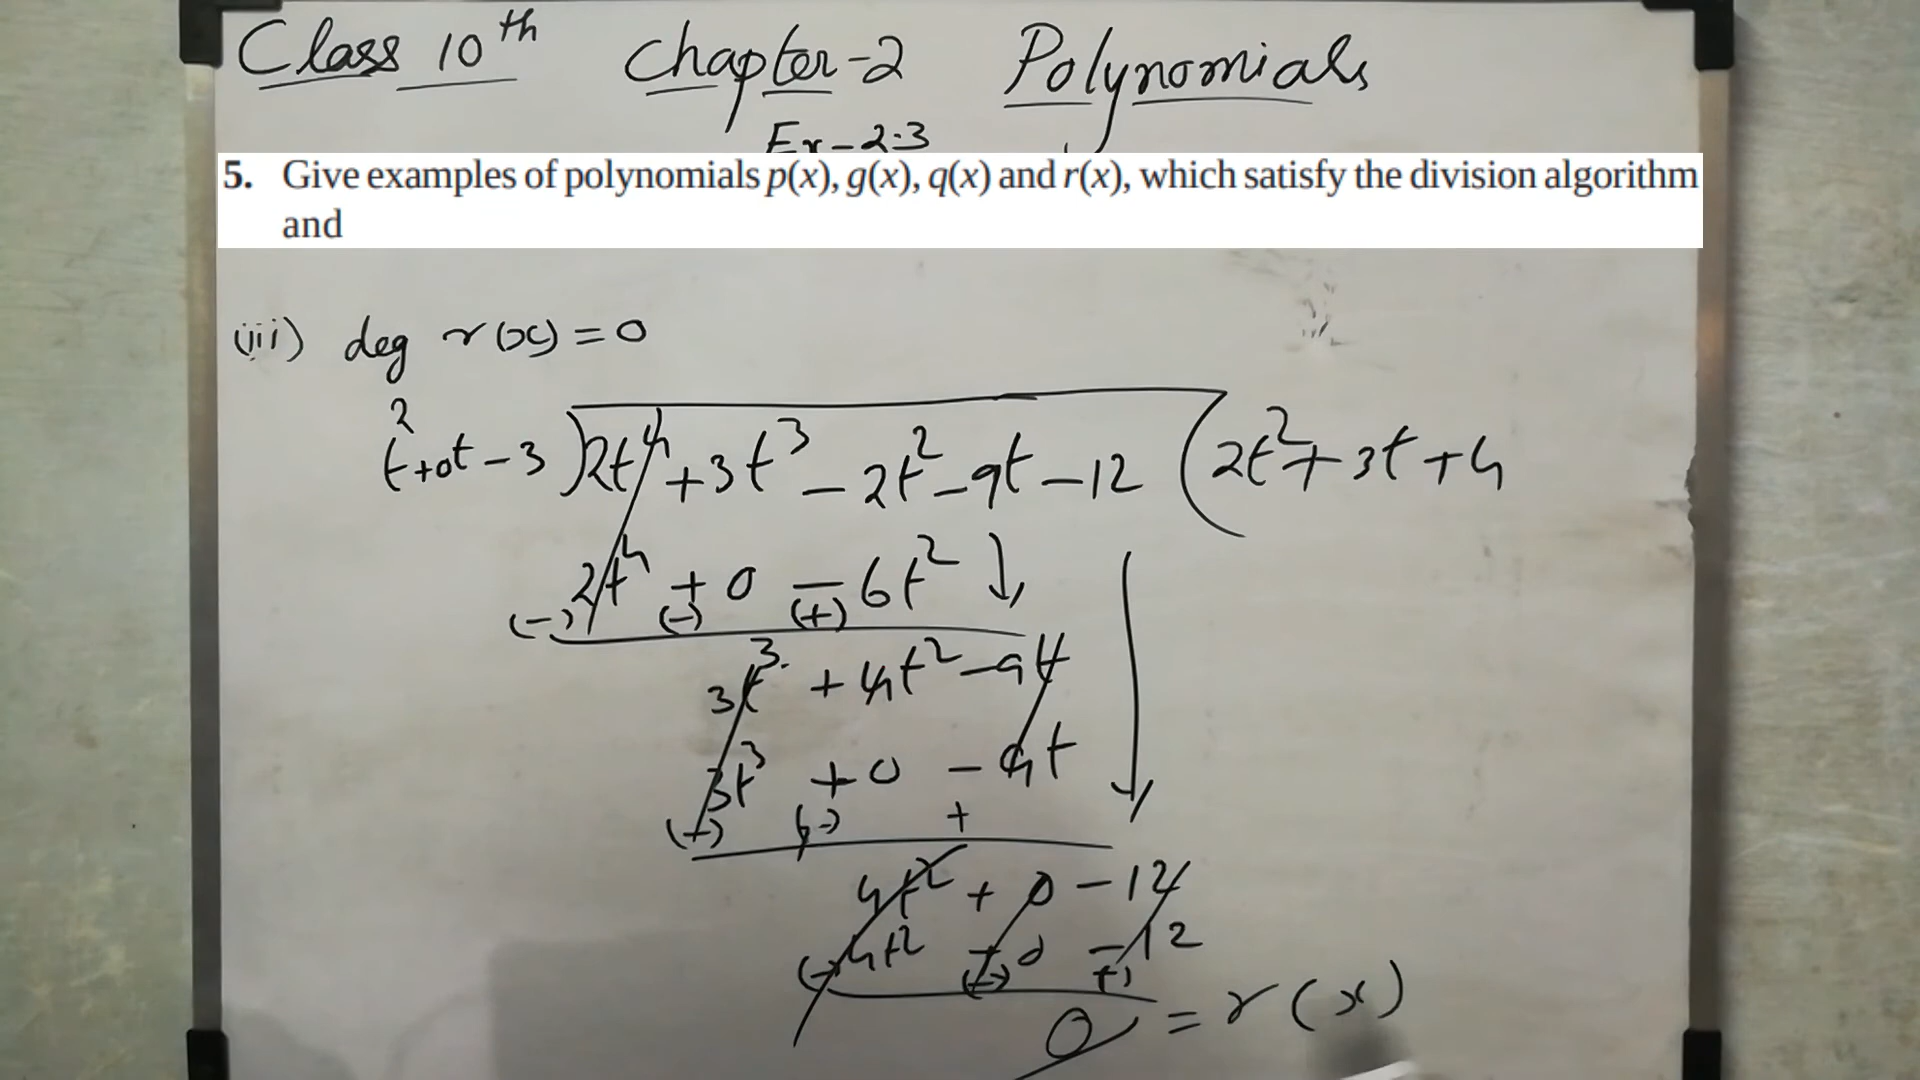 Class 10th Chapter-2 Polynomials
Ex-2.3
5. Give examples of polynomials p(x), g(x), q(x) and r(x), which satisfy the division algorithm
and
(iii) deg r(x) = 0
t²+0t-3)2t⁴+3t³-2t²-9t-12(2t²+3t+4
2t⁴+0-6t²
(-) (-) (+)
3t³+4t²-9t
3t³+0-9t
(-) (-) +
4t²+0-12
4t²+0-12
(-) (-) (+)
0 = r(x)